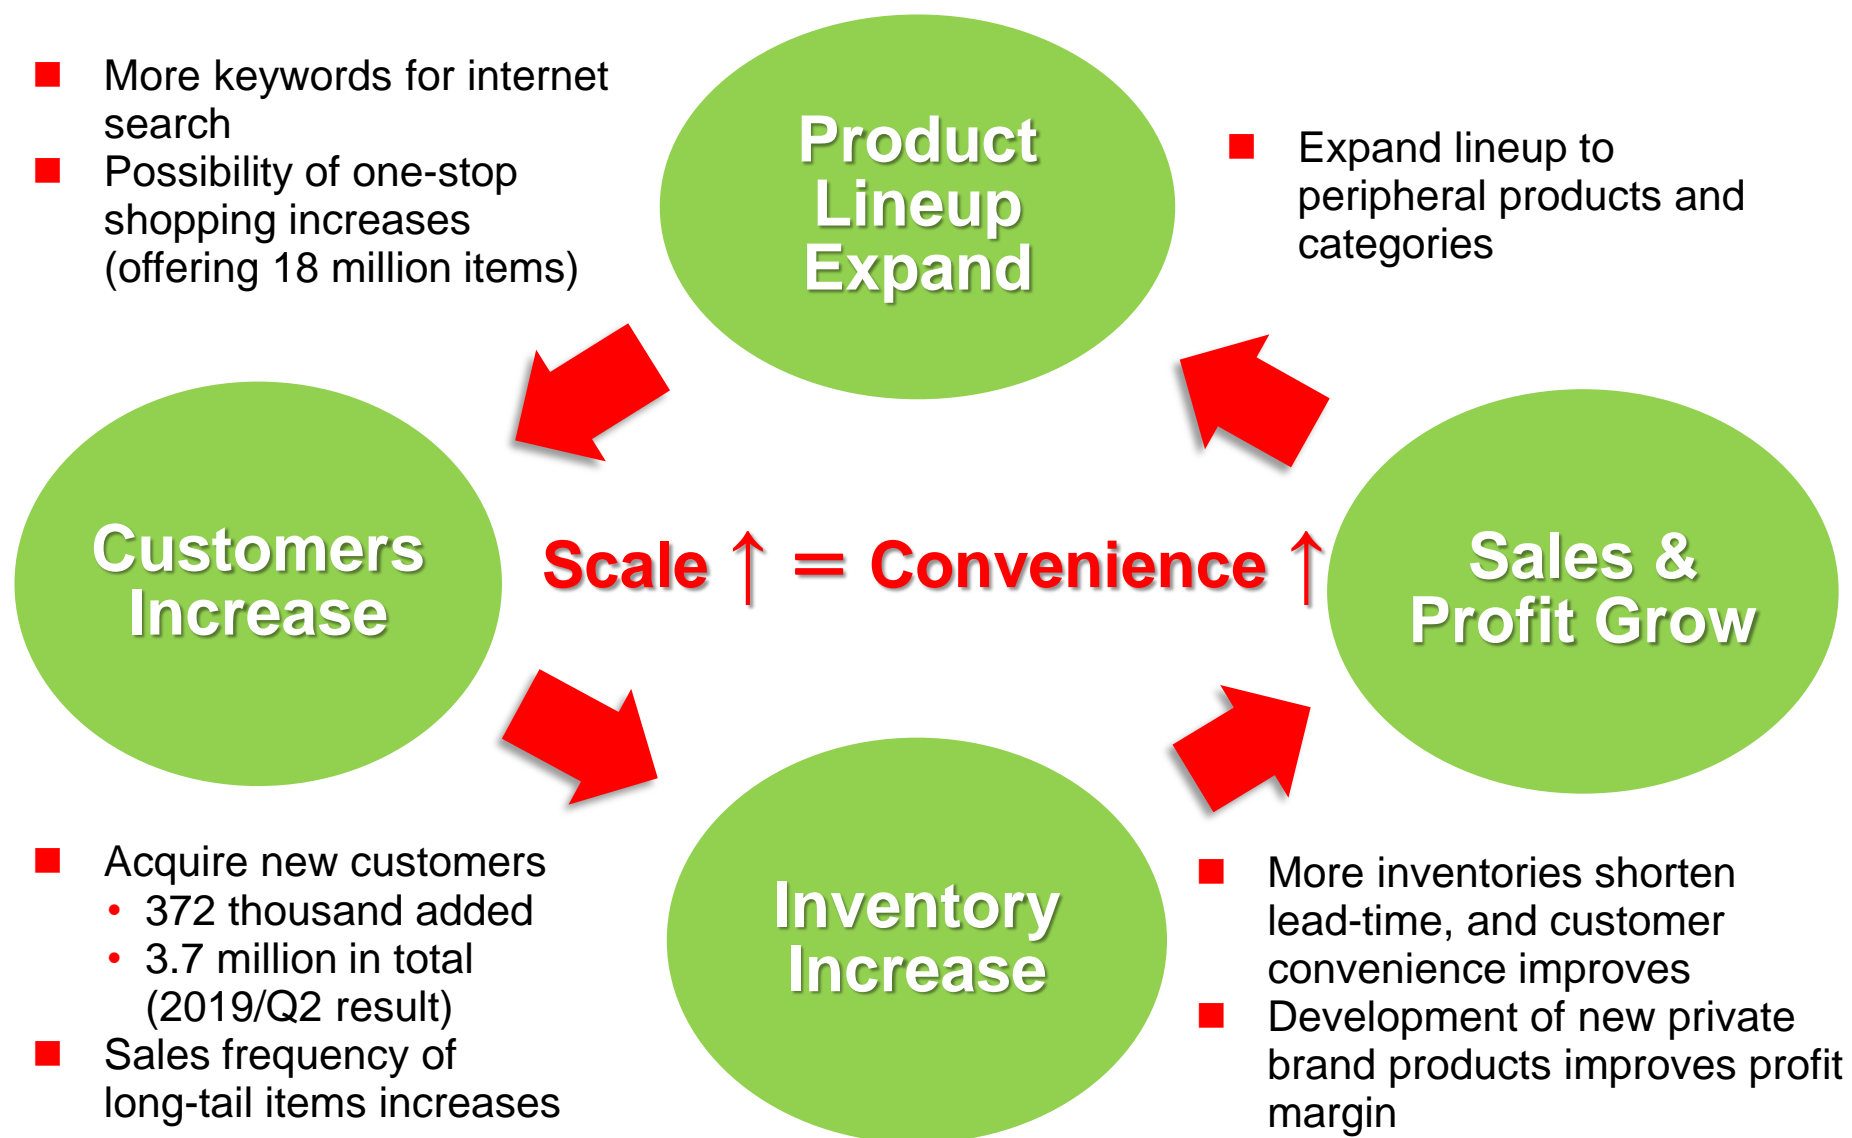 ■ More keywords for internet
search
■ Possibility of one-stop
shopping increases
(offering 18 million items)
Product
Lineup
Expand
■ Expand lineup to
peripheral products and
categories
Customers
Increase
Scale ↑ = Convenience ↑
Sales &
Profit Grow
■ Acquire new customers
• 372 thousand added
• 3.7 million in total
(2019/Q2 result)
■ Sales frequency of
long-tail items increases
Inventory
Increase
■ More inventories shorten
lead-time, and customer
convenience improves
■ Development of new private
brand products improves profit
margin